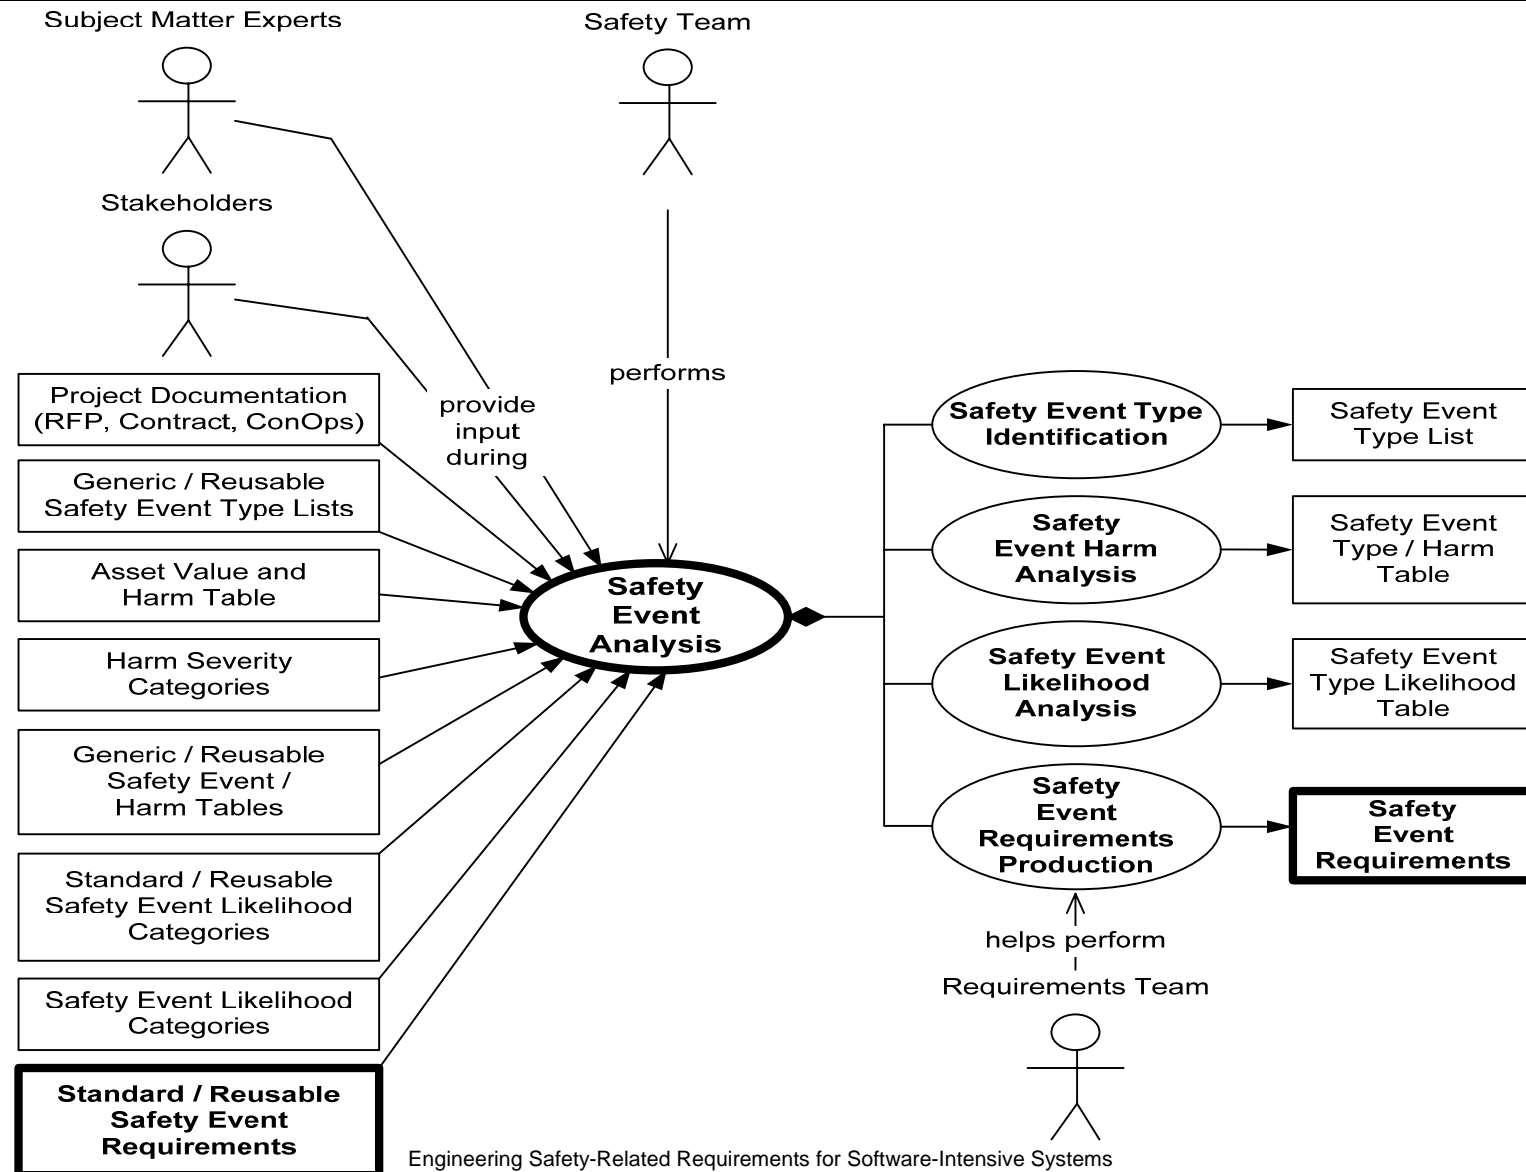 Subject Matter Experts
Safety Team
Stakeholders
performs
provide
input
during
Project Documentation
(RFP, Contract, ConOps)
Generic / Reusable
Safety Event Type Lists
Asset Value and
Harm Table
Harm Severity
Categories
Generic / Reusable
Safety Event /
Harm Tables
Standard / Reusable
Safety Event Likelihood
Categories
Safety Event Likelihood
Categories
Standard / Reusable
Safety Event
Requirements
Safety
Event
Analysis
Safety Event Type
Identification
Safety Event
Type List
Safety
Event Harm
Analysis
Safety Event
Type / Harm
Table
Safety Event
Likelihood
Analysis
Safety Event
Type Likelihood
Table
Safety
Event
Requirements
Production
Safety
Event
Requirements
helps perform
Requirements Team
Engineering Safety-Related Requirements for Software-Intensive Systems